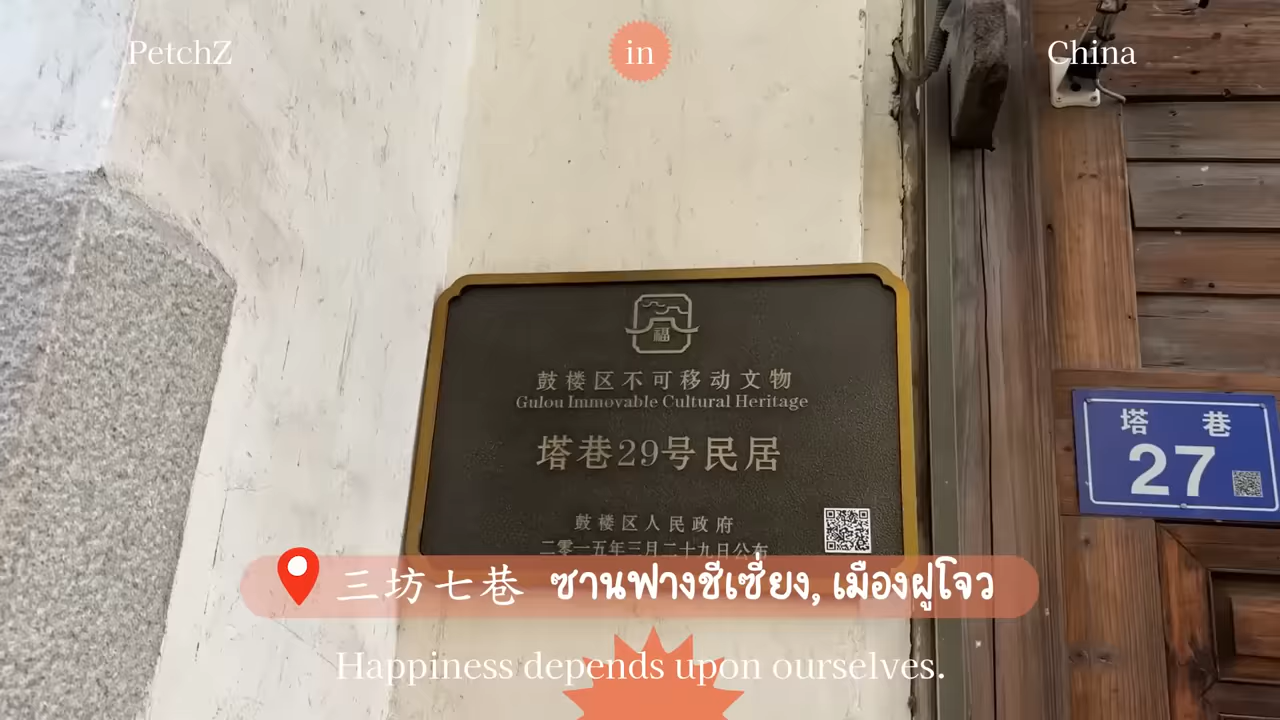 PetchZ in China
福
鼓楼区不可移动文物
Gulou Immovable Cultural Heritage
塔巷29号民居
鼓楼区人民政府
二零一五年三月二十九日公布
塔巷
27
三坊七巷 ซานฟางชีเซี่ยง, เมืองฝูโจว
Happiness depends upon ourselves.